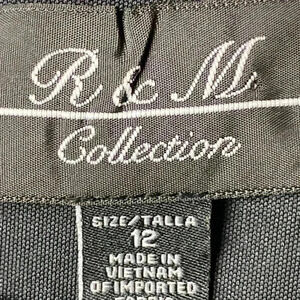 R & M
Collection
SIZE/TALLA
12
MADE IN
VIETNAM
OF IMPORTED